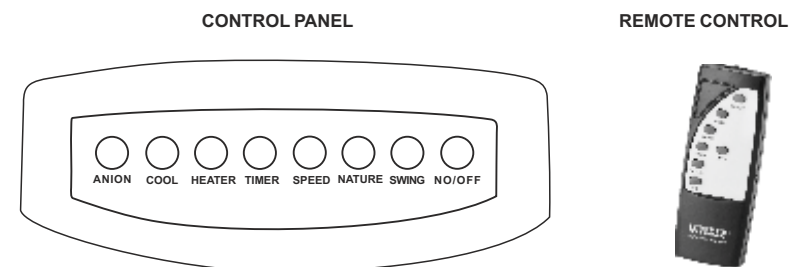 CONTROL PANEL
REMOTE CONTROL
ANION COOL HEATER TIMER SPEED NATURE SWING NO/OFF